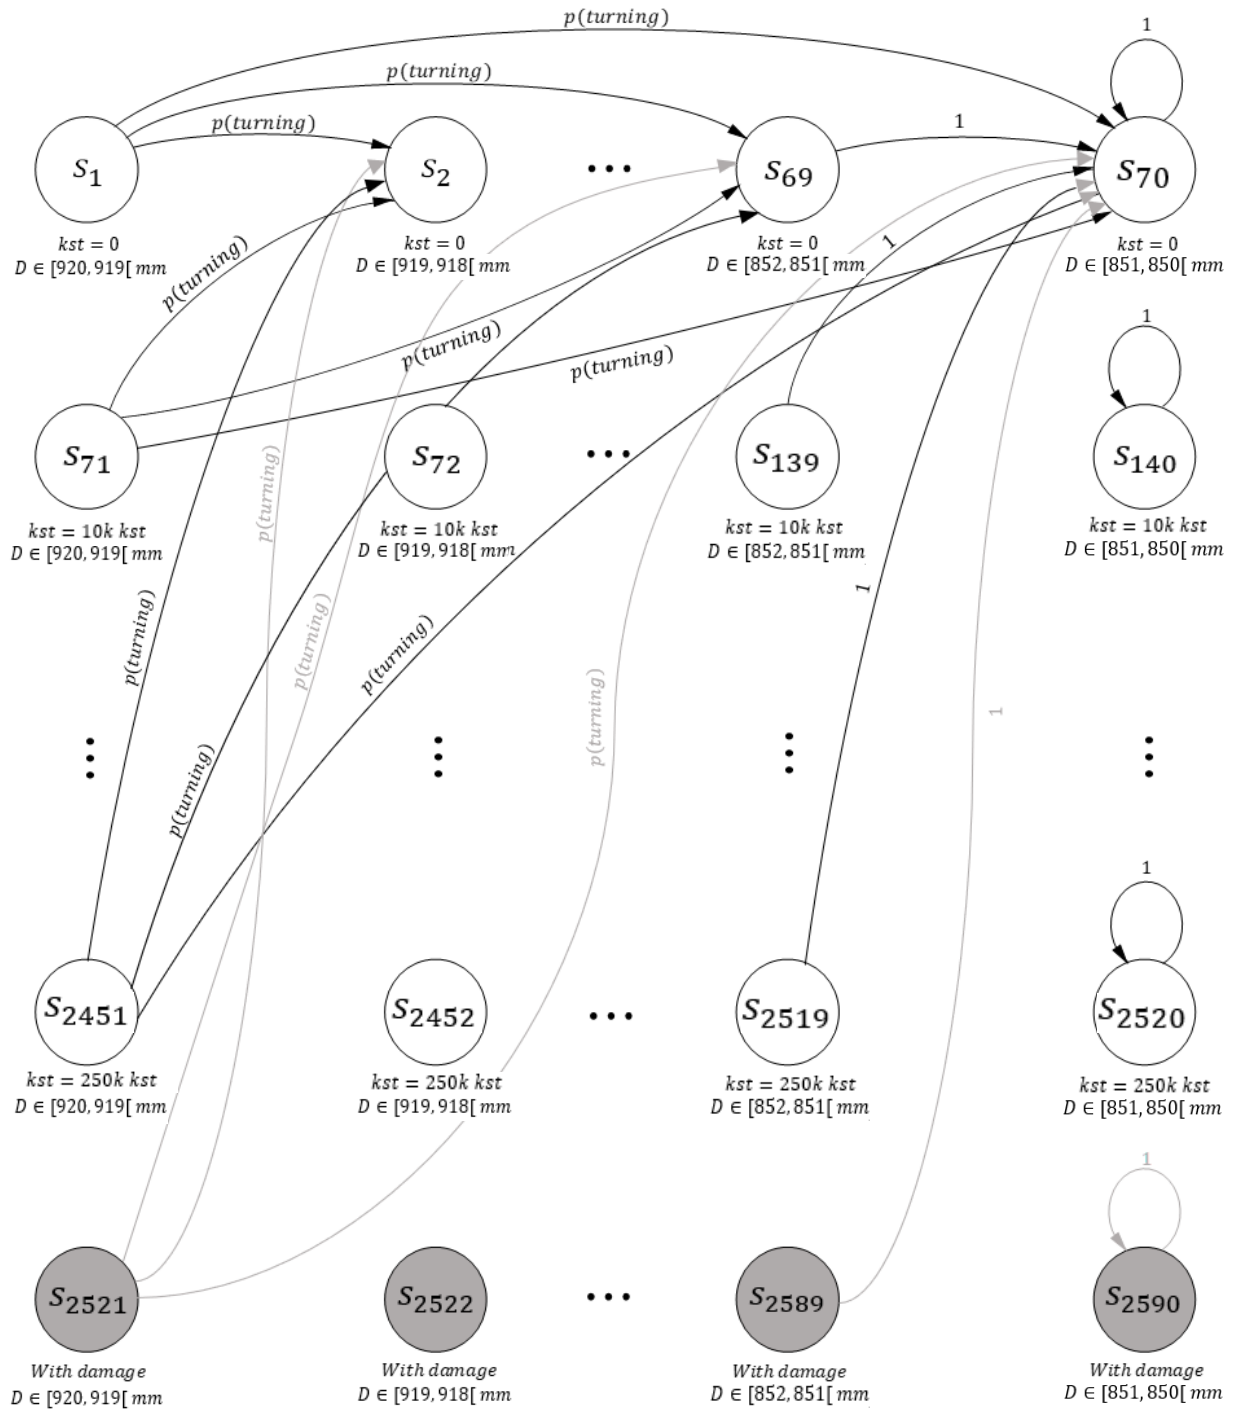 p(turning)
1
p(turning)
p(turning)
1
S1
S2
...
S69
S70
kst = 0
D ∈ [920, 919[ mm
kst = 0
D ∈ [919, 918[ mm
kst = 0
D ∈ [852, 851[ mm
kst = 0
D ∈ [851, 850[ mm
1
p(turning)
p(turning)
p(turning)
1
S71
S72
...
S139
S140
kst = 10k kst
D ∈ [920, 919[ mm
kst = 10k kst
D ∈ [919, 918[ mm
kst = 10k kst
D ∈ [852, 851[ mm
kst = 10k kst
D ∈ [851, 850[ mm
p(turning)
p(turning)
p(turning)
p(turning)
1
p(turning)
1
p(turning)
1
S2451
S2452
...
S2519
S2520
kst = 250k kst
D ∈ [920, 919[ mm
kst = 250k kst
D ∈ [919, 918[ mm
kst = 250k kst
D ∈ [852, 851[ mm
kst = 250k kst
D ∈ [851, 850[ mm
1
S2521
S2522
...
S2589
S2590
With damage
D ∈ [920, 919[ mm
With damage
D ∈ [919, 918[ mm
With damage
D ∈ [852, 851[ mm
With damage
D ∈ [851, 850[ mm